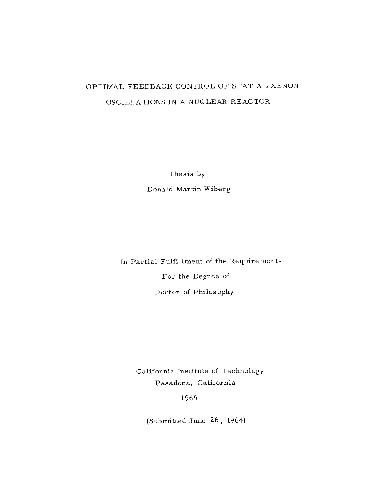 OPTIMAL FEEDBACK CONTROL OF SPATIAL XENON
OSCILLATIONS IN A NUCLEAR REACTOR
Thesis by
Donald Martin Wiberg
In Partial Fulfillment of the Requirements
For the Degree of
Doctor of Philosophy
California Institute of Technology
Pasadena, California
1965
(Submitted June 26, 1964)